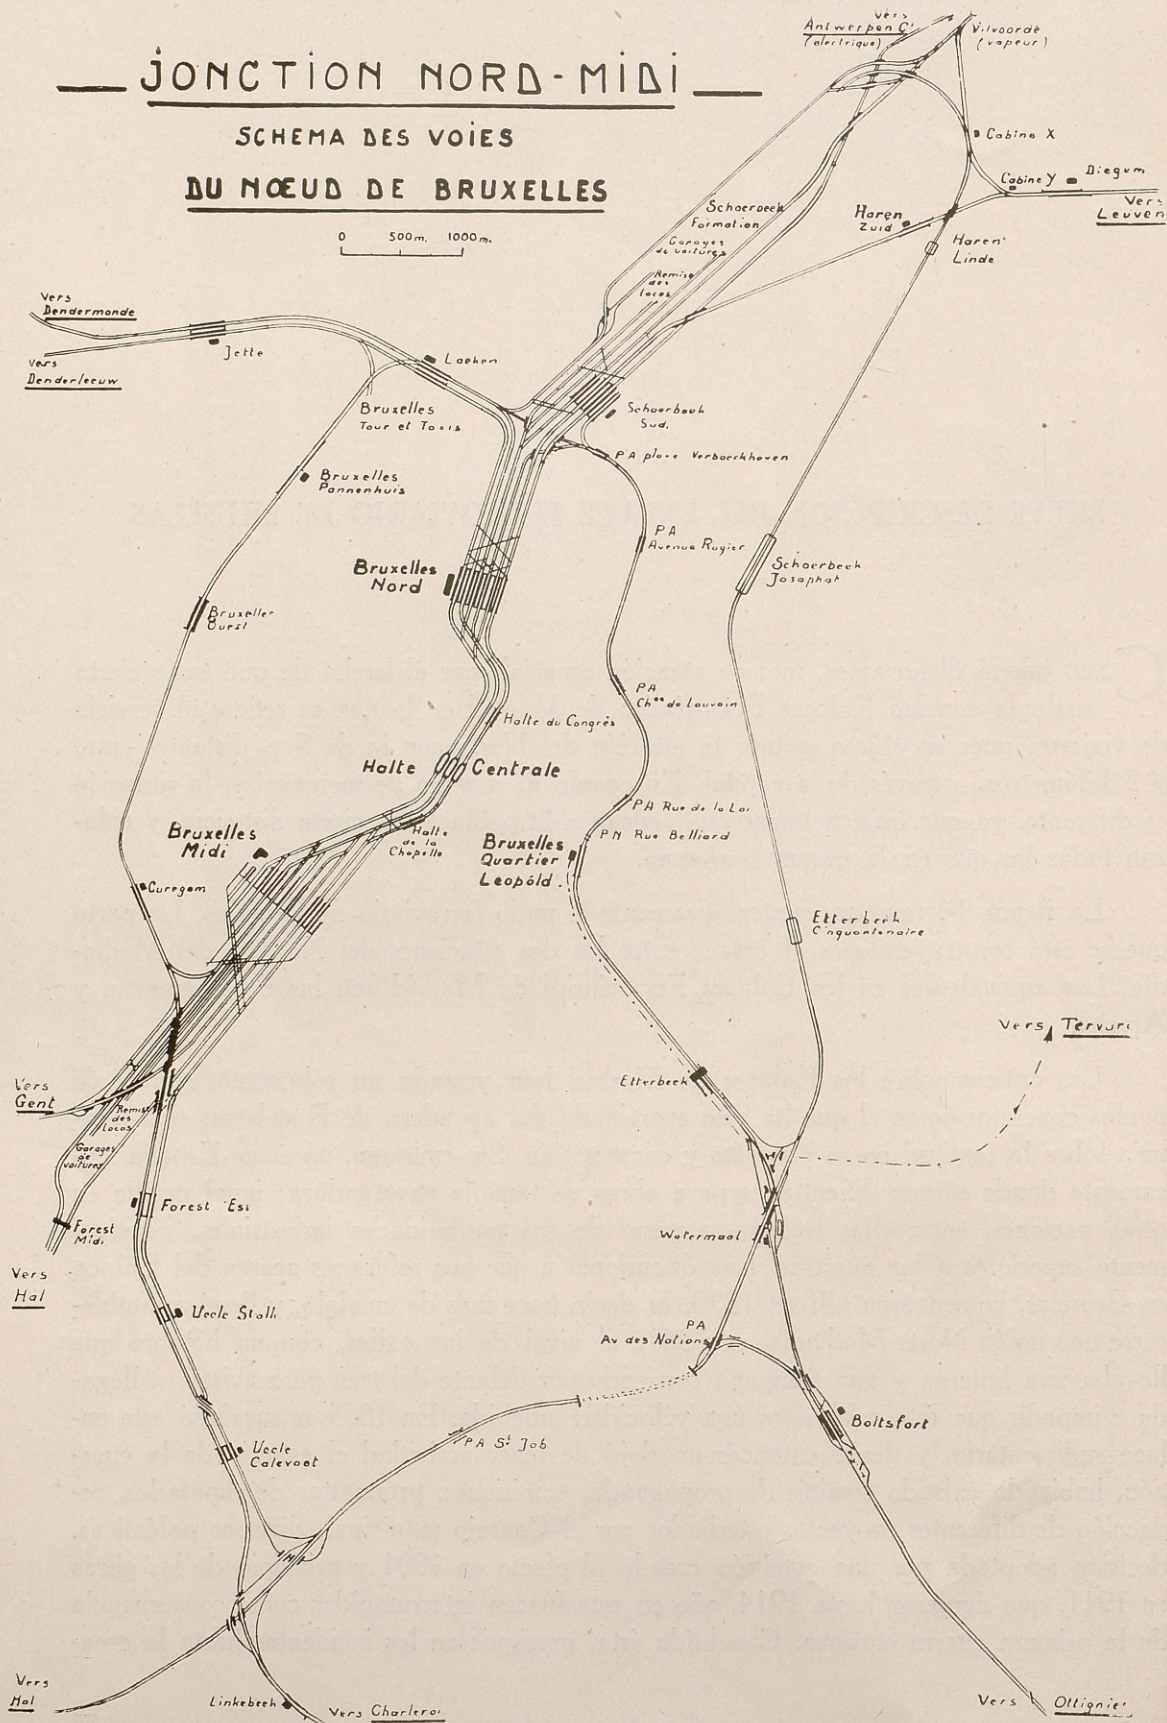 JONCTION NORD-MIDI
SCHEMA DES VOIES
DU NŒUD DE BRUXELLES
0 500m. 1000m.
Vers
Antwerpen Cl
(électrique)
Vilvoorde
(vapeur)
Cabine X
Cabine Y
Diegem
Vers
Leuven
Haren
Zuid
Haren
Linde
Schaerbeek
Formation
Garages
de voitures
Remise
des
locos
Vers
Dendermonde
Vers
Denderleeuw
Jette
Laeken
Bruxelles
Tour et Taxis
Schaerbeek
Sud.
PA place Verboeckhoven
Bruxelles
Pannenhuis
PA
Avenue Rogier
Bruxelles
Nord
Schaerbeek
Josaphat
Bruxelles
Ouest
PA
Chée de Louvain
Halte du Congrès
Halte Centrale
PA Rue de la Loi
PN Rue Belliard
Halte
de la
Chapelle
Bruxelles
Midi
Bruxelles
Quartier
Leopold.
Curegem
Etterbeek
Cinquantenaire
Vers Tervure
Etterbeek
Vers
Gent
Remise
des
locos
Garages
de
voitures
Forest Est
Forest
Midi
Watermael
Vers
Hal
Uccle Stalle
PA
Av des Nations
Boitsfort
PA St Job
Uccle
Calevoet
Vers
Hal
Linkebeek
Vers Charleroi
Vers Ottignies